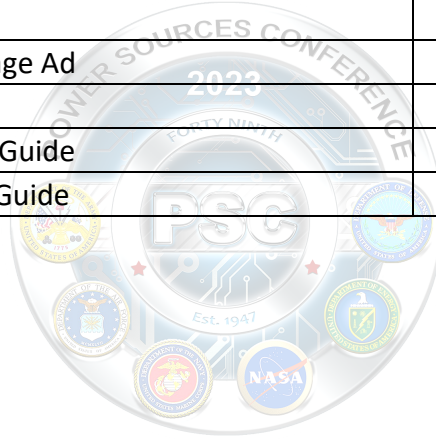 POWER SOURCES CONFERENCE
ge Ad
2023
FORTY NINTH
Guide
Guide
PSC
Est. 1947
NASA